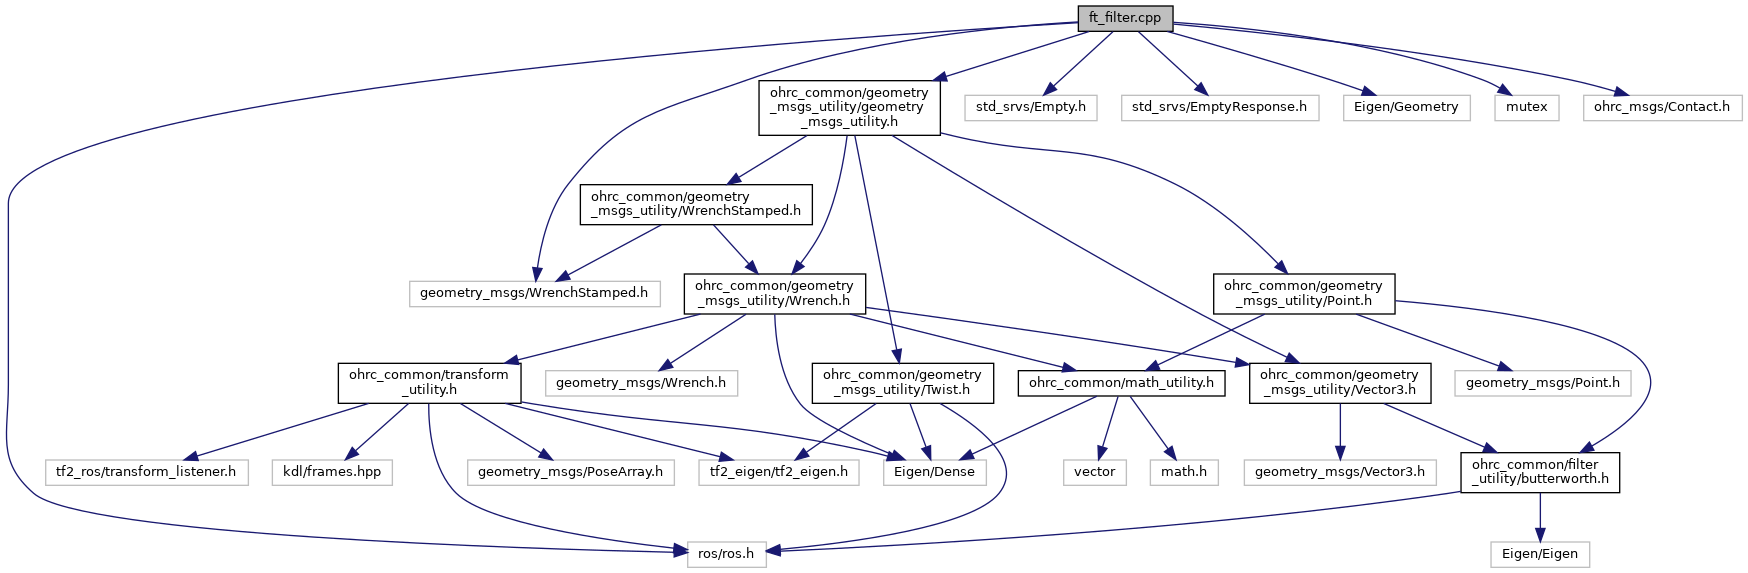 ft_filter.cpp
ohrc_common/geometry
_msgs_utility/geometry
_msgs_utility.h
std_srvs/Empty.h
std_srvs/EmptyResponse.h
Eigen/Geometry
mutex
ohrc_msgs/Contact.h
ohrc_common/geometry
_msgs_utility/WrenchStamped.h
geometry_msgs/WrenchStamped.h
ohrc_common/geometry
_msgs_utility/Wrench.h
ohrc_common/geometry
_msgs_utility/Point.h
ohrc_common/transform
_utility.h
geometry_msgs/Wrench.h
ohrc_common/geometry
_msgs_utility/Twist.h
ohrc_common/math_utility.h
ohrc_common/geometry
_msgs_utility/Vector3.h
geometry_msgs/Point.h
tf2_ros/transform_listener.h
kdl/frames.hpp
geometry_msgs/PoseArray.h
tf2_eigen/tf2_eigen.h
Eigen/Dense
vector
math.h
geometry_msgs/Vector3.h
ohrc_common/filter
_utility/butterworth.h
ros/ros.h
Eigen/Eigen